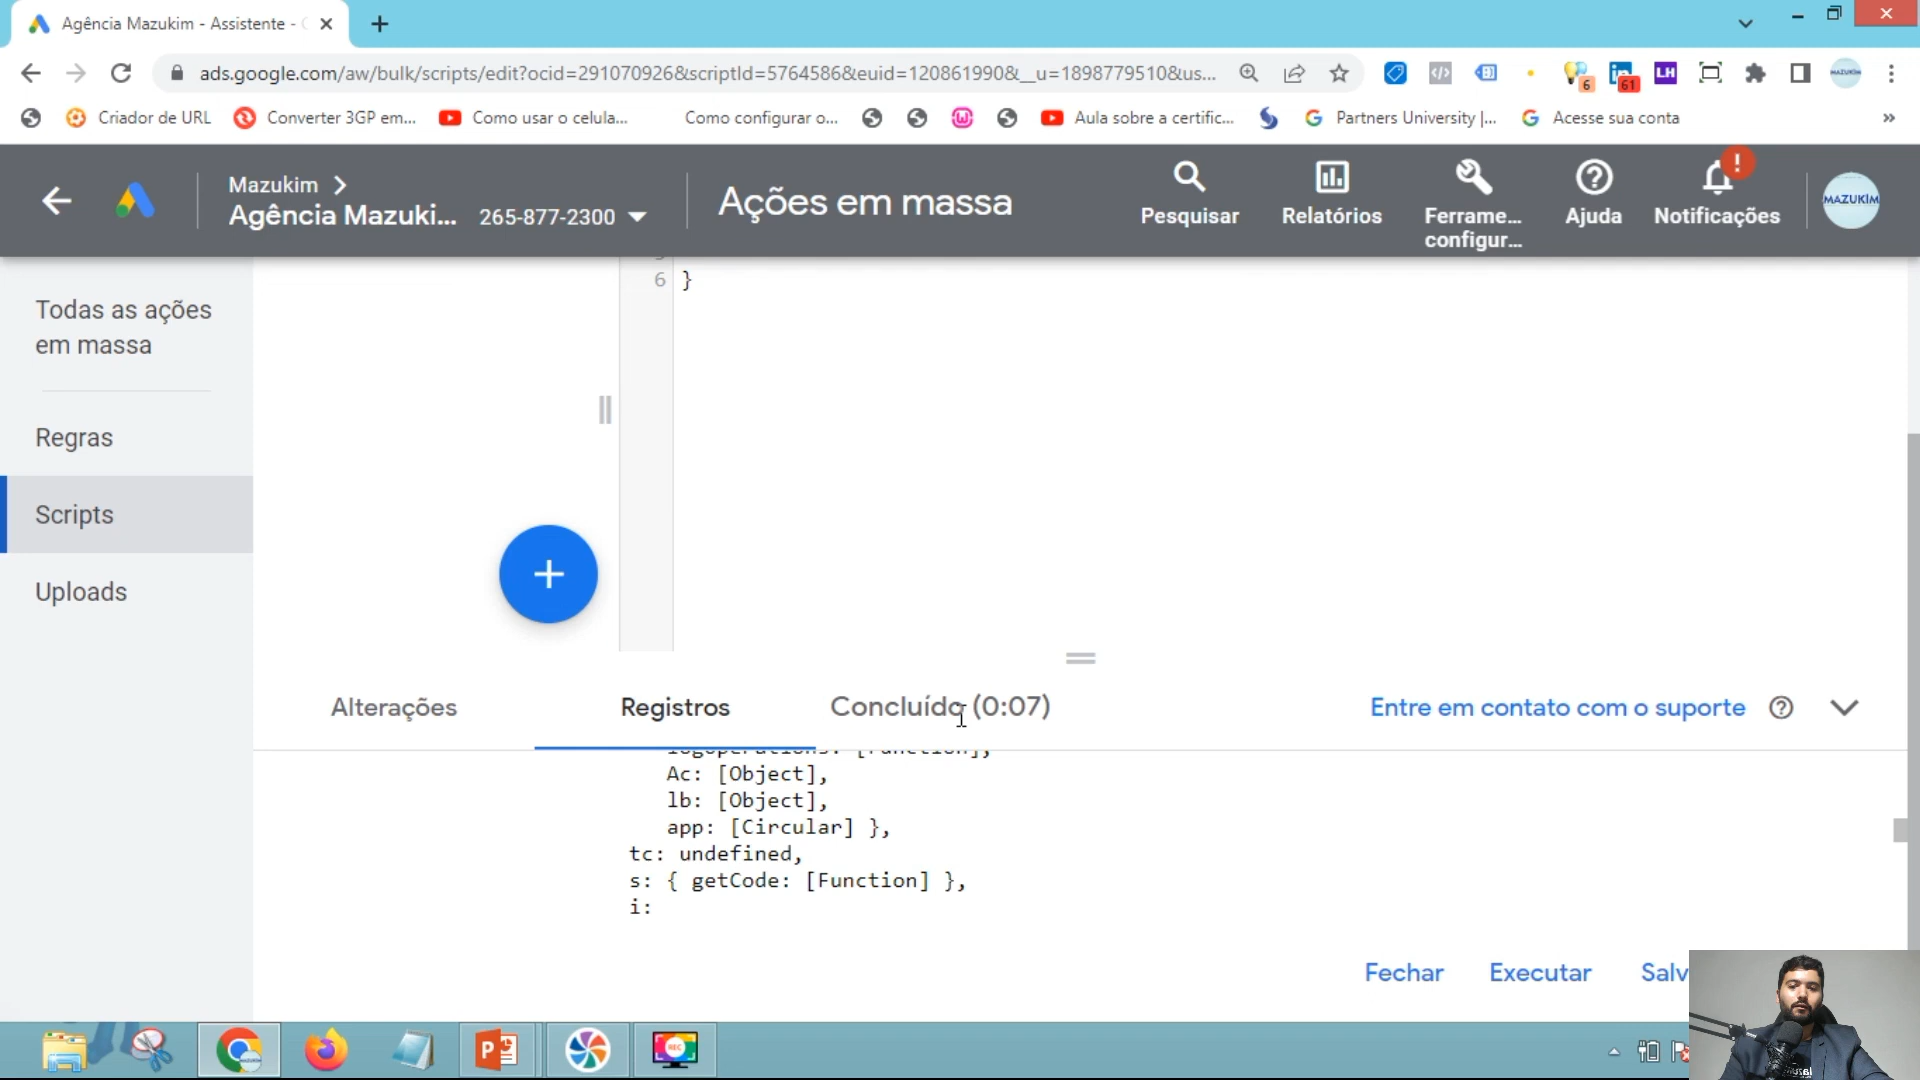 Agência Mazukim - Assistente -
ads.google.com/aw/bulk/scripts/edit?ocid=291070926&scriptId=5764586&euid=120861990&__u=1898779510&us...
6
61
LH
Criador de URL
Converter 3GP em...
Como usar o celula...
Como configurar o...
Aula sobre a certific...
Partners University |...
Acesse sua conta
»
Mazukim
Agência Mazuki...
265-877-2300
Ações em massa
Pesquisar
Relatórios
Ferrame...
configur...
Ajuda
!
Notificações
MAZUKIM
Todas as ações
em massa
Regras
Scripts
Uploads
6
}
Alterações
Registros
Concluído (0:07)
Entre em contato com o suporte
Ac: [Object],
lb: [Object],
app: [Circular] },
tc: undefined,
s: { getCode: [Function] },
i:
Fechar
Executar
Salv